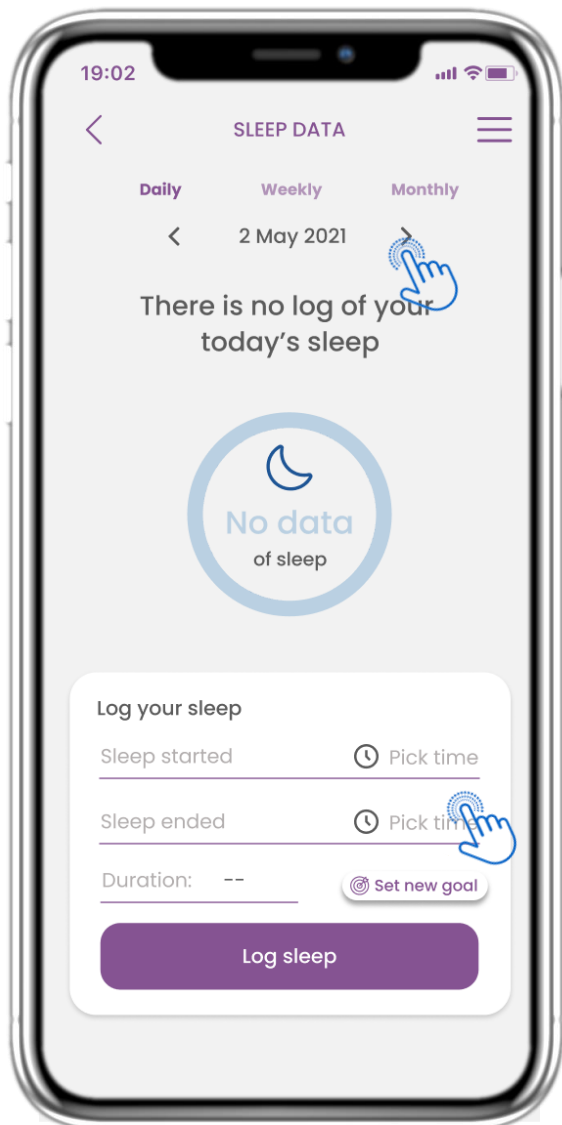 19:02
SLEEP DATA
Daily Weekly Monthly
2 May 2021
There is no log of your
today's sleep
No data
of sleep
Log your sleep
Sleep started Pick time
Sleep ended Pick time
Duration: --
Set new goal
Log sleep